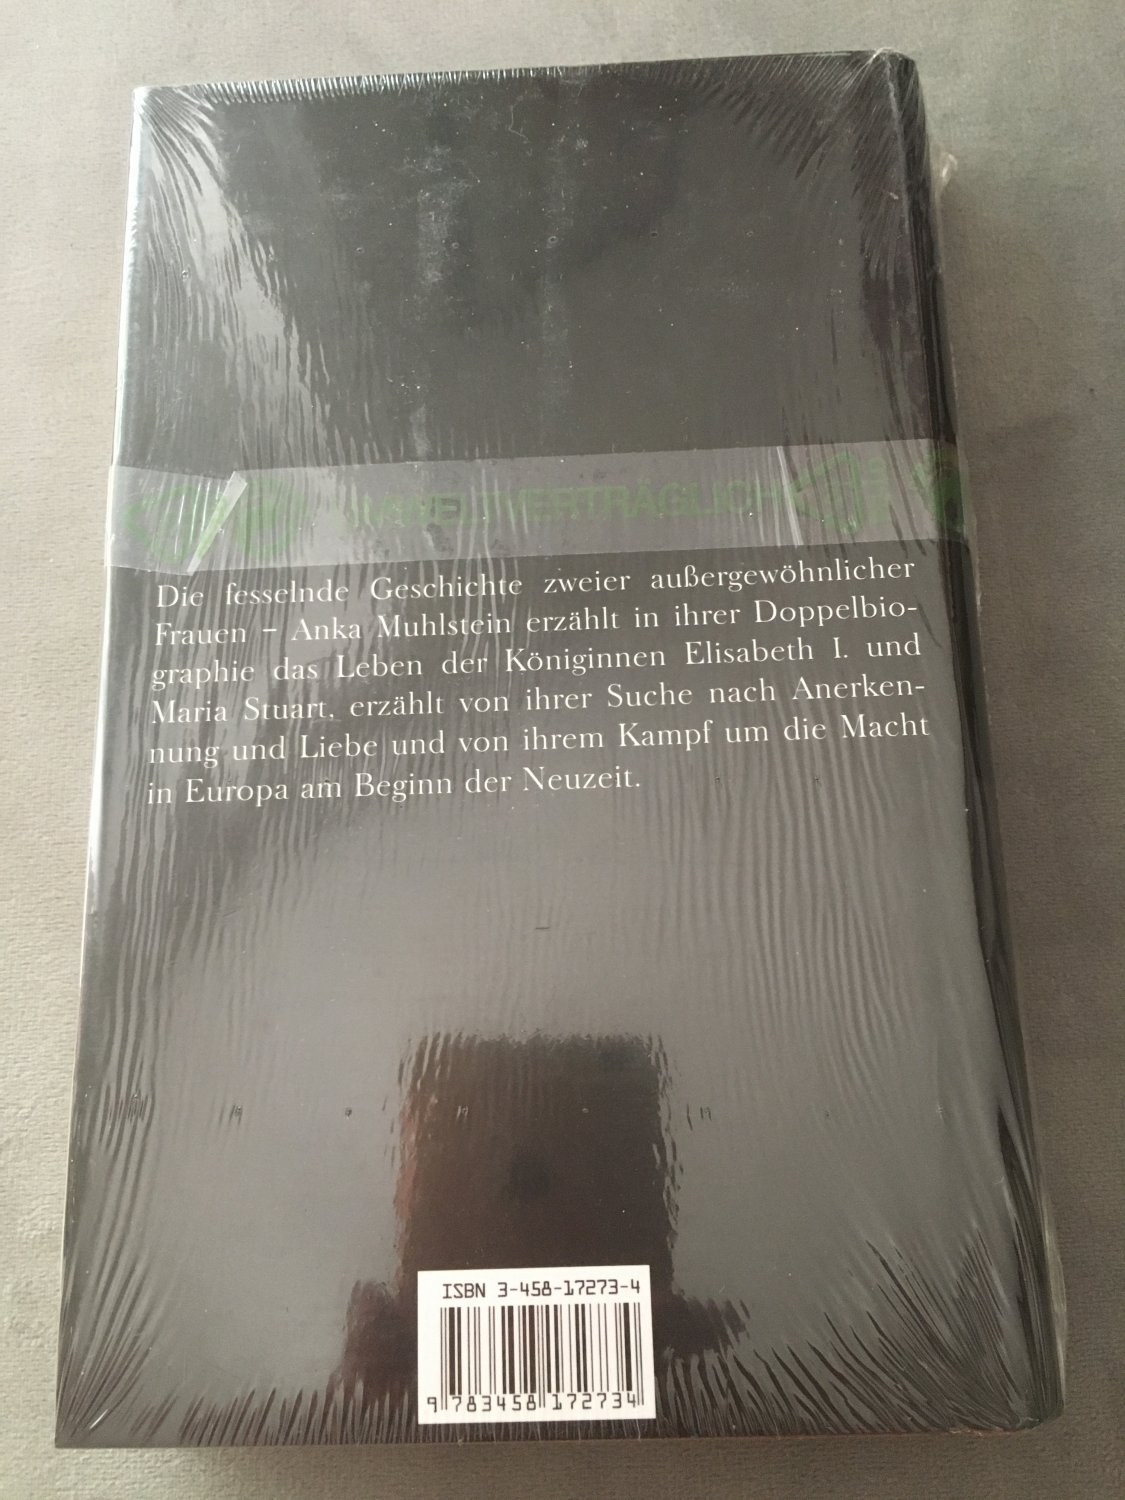 UMWELTVERTRÄGLICH
Die fesselnde Geschichte zweier außergewöhnlicher
Frauen – Anka Muhlstein erzählt in ihrer Doppelbio-
graphie das Leben der Königinnen Elisabeth I. und
Maria Stuart, erzählt von ihrer Suche nach Anerken-
nung und Liebe und von ihrem Kampf um die Macht
in Europa am Beginn der Neuzeit.
ISBN 3-458-17273-4
9 783458 172734